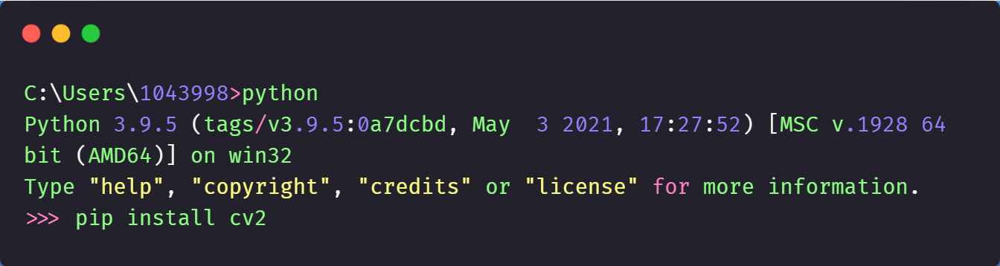 C:\Users\1043998>python
Python 3.9.5 (tags/v3.9.5:0a7dcbd, May  3 2021, 17:27:52) [MSC v.1928 64
bit (AMD64)] on win32
Type "help", "copyright", "credits" or "license" for more information.
>>> pip install cv2